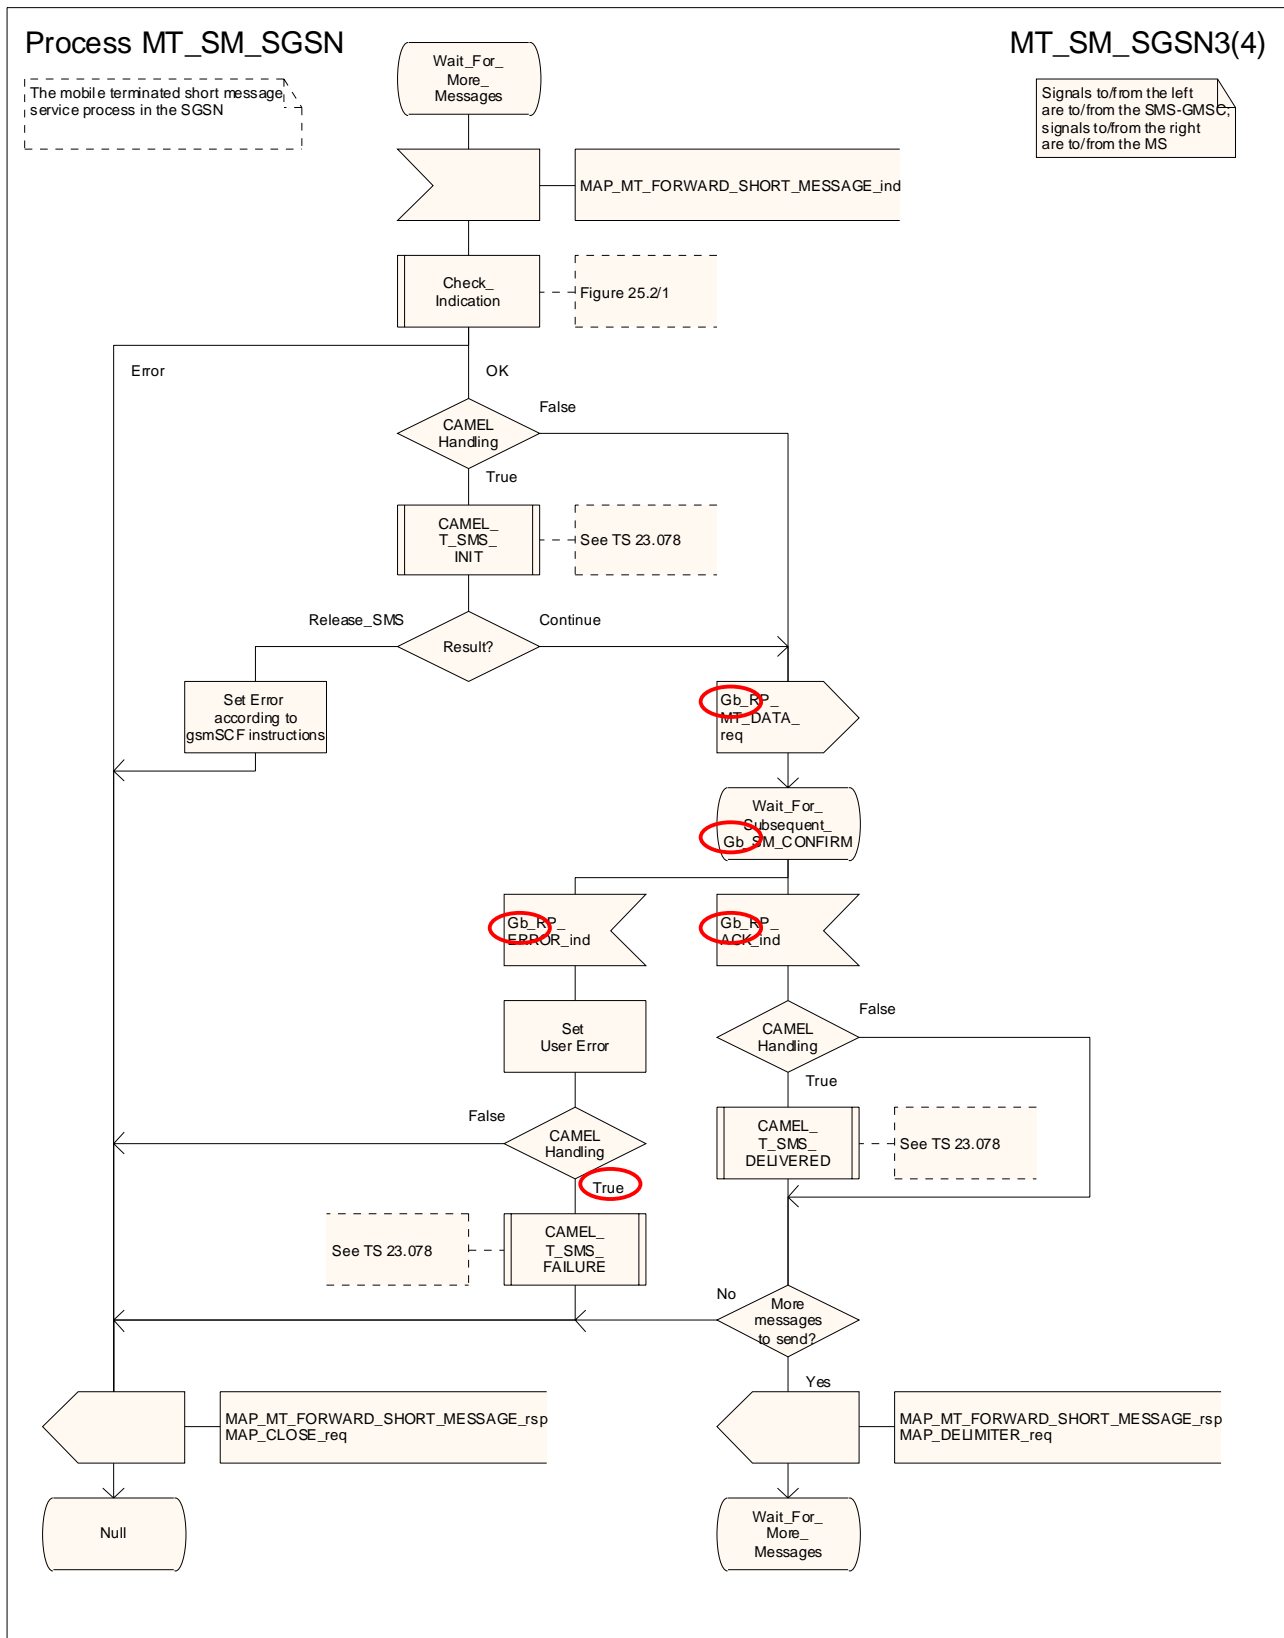 Process MT_SM_SGSN
MT_SM_SGSN3(4)
The mobile terminated short message
service process in the SGSN
Signals to/from the left
are to/from the SMS-GMSC;
signals to/from the right
are to/from the MS
Wait_For_
More_
Messages
MAP_MT_FORWARD_SHORT_MESSAGE_ind
Check_
Indication
Figure 25.2/1
Error
OK
CAMEL
Handling
False
True
CAMEL_
T_SMS_
INIT
See TS 23.078
Release_SMS
Result?
Continue
Set Error
according to
gsmSCF instructions
Gb_RP_
MT_DATA_
req
Wait_For_
Subsequent_
Gb_SM_CONFIRM
Gb_RP_
ERROR_ind
Gb_RP_
ACK_ind
Set
User Error
CAMEL
Handling
False
True
False
CAMEL
Handling
True
CAMEL_
T_SMS_
DELIVERED
See TS 23.078
See TS 23.078
CAMEL_
T_SMS_
FAILURE
No
More
messages
to send?
Yes
MAP_MT_FORWARD_SHORT_MESSAGE_rsp
MAP_CLOSE_req
MAP_MT_FORWARD_SHORT_MESSAGE_rsp
MAP_DELIMITER_req
Null
Wait_For_
More_
Messages